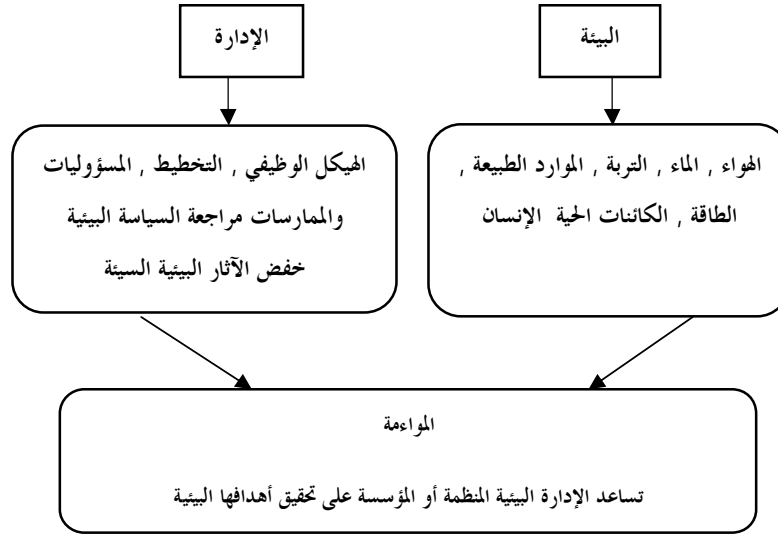 البيئة
الإدارة
الهواء , الماء , التربة , الموارد الطبيعة ,
الطاقة , الكائنات الحية الإنسان
الهيكل الوظيفي , التخطيط , المسؤوليات
والممارسات مراجعة السياسة البيئية
خفض الآثار البيئية السيئة
المواءمة
تساعد الإدارة البيئية المنظمة أو المؤسسة على تحقيق أهدافها البيئية